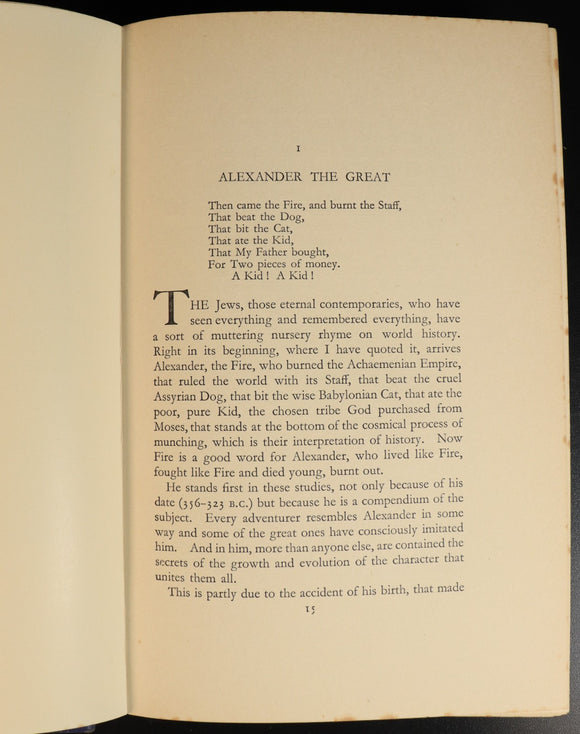 I
ALEXANDER THE GREAT
Then came the Fire, and burnt the Staff,
That beat the Dog,
That bit the Cat,
That ate the Kid,
That My Father bought,
For Two pieces of money.
A Kid ! A Kid !
THE Jews, those eternal contemporaries, who have
seen everything and remembered everything, have
a sort of muttering nursery rhyme on world history.
Right in its beginning, where I have quoted it, arrives
Alexander, the Fire, who burned the Achaemenian Empire,
that ruled the world with its Staff, that beat the cruel
Assyrian Dog, that bit the wise Babylonian Cat, that ate the
poor, pure Kid, the chosen tribe God purchased from
Moses, that stands at the bottom of the cosmical process of
munching, which is their interpretation of history. Now
Fire is a good word for Alexander, who lived like Fire,
fought like Fire and died young, burnt out.
He stands first in these studies, not only because of his
date (356–323 B.C.) but because he is a compendium of the
subject. Every adventurer resembles Alexander in some
way and some of the great ones have consciously imitated
him. And in him, more than anyone else, are contained the
secrets of the growth and evolution of the character that
unites them all.
This is partly due to the accident of his birth, that made
15